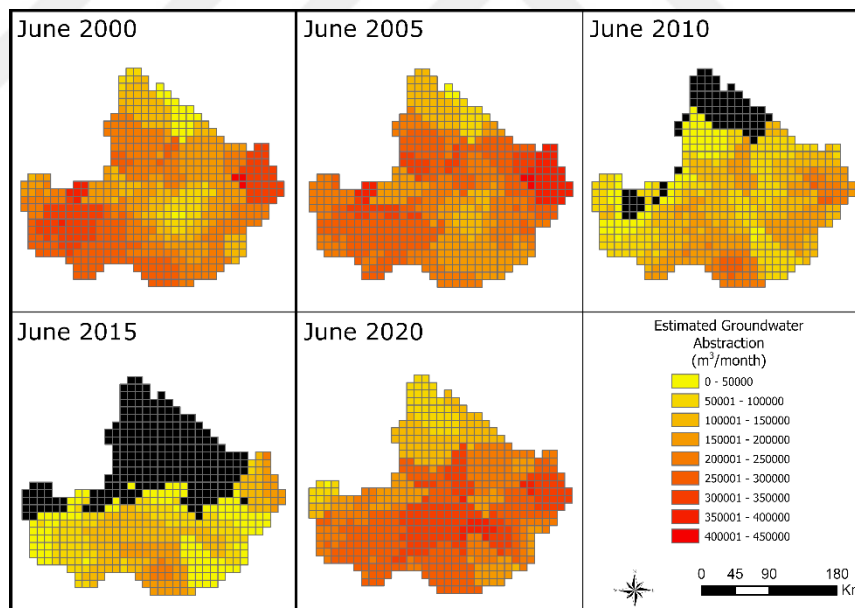 June 2000
June 2005
June 2010
June 2015
June 2020
Estimated Groundwater
Abstraction
(m³/month)
0 - 50000
50001 - 100000
100001 - 150000
150001 - 200000
200001 - 250000
250001 - 300000
300001 - 350000
350001 - 400000
400001 - 450000
0 45 90 180
Km